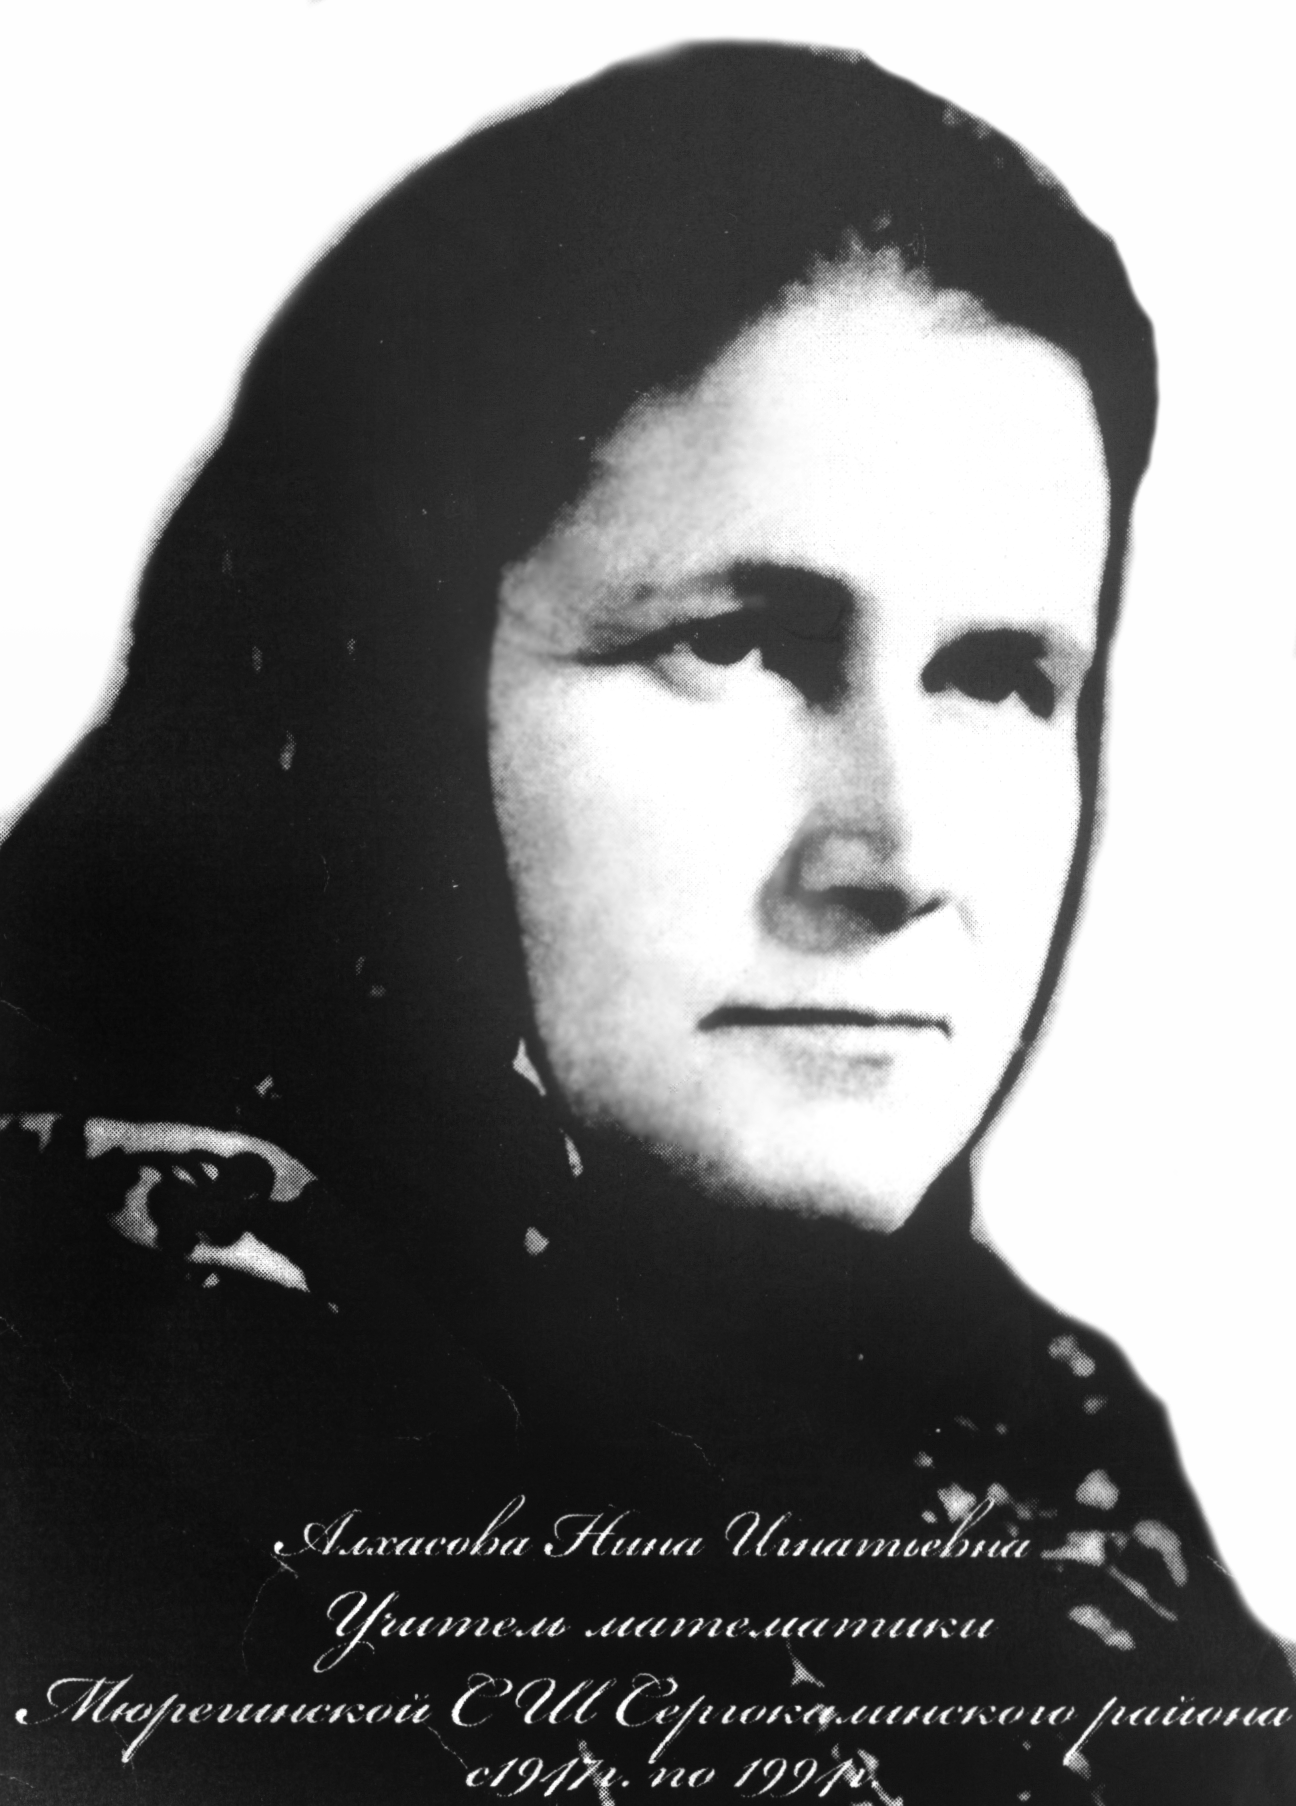 Алхасова Нина Игнатьевна
Учитель математики
Мюрегинской СШ Сергокалинского района
с1947г. по 1994г.